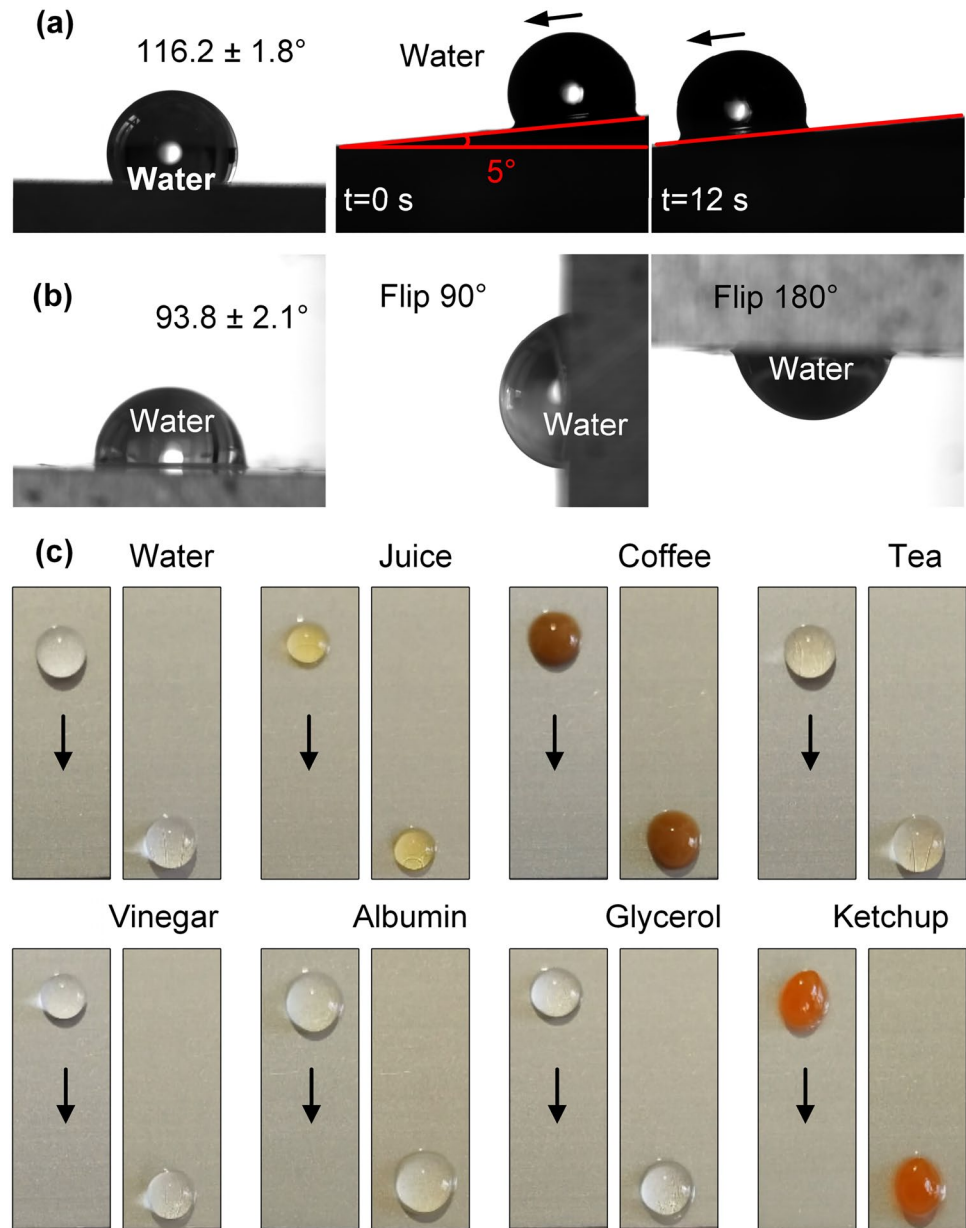 (a)
116.2 ± 1.8°
Water
Water
5°
t=0 s
t=12 s
(b)
93.8 ± 2.1°
Water
Flip 90°
Water
Flip 180°
Water
(c)
Water
Juice
Coffee
Tea
Vinegar
Albumin
Glycerol
Ketchup